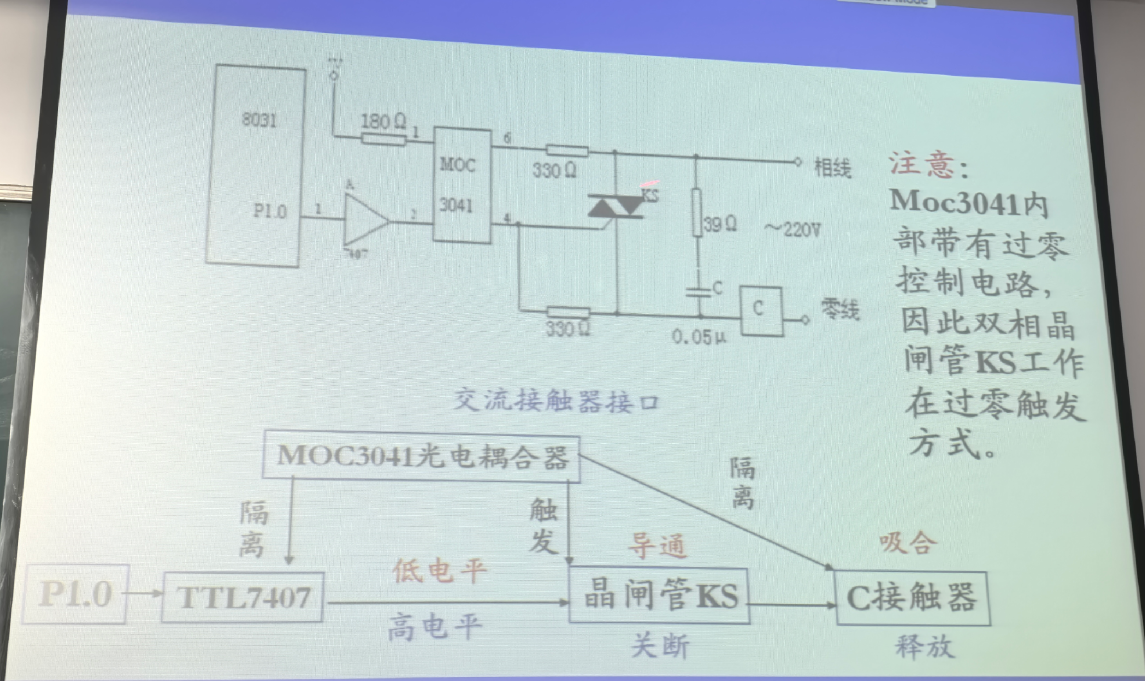 8031
180Ω
1
6
MOC
3041
330Ω
相线
KS
P1.0
1
A
7407
2
4
39Ω
~220V
C
C
零线
330Ω
0.05μ
注意:
Moc3041内
部带有过零
控制电路,
因此双相晶
闸管KS工作
在过零触发
方式。
交流接触器接口
MOC3041光电耦合器
隔离
触发
隔离
低电平
导通
吸合
P1.0
TTL7407
晶闸管KS
C接触器
高电平
关断
释放